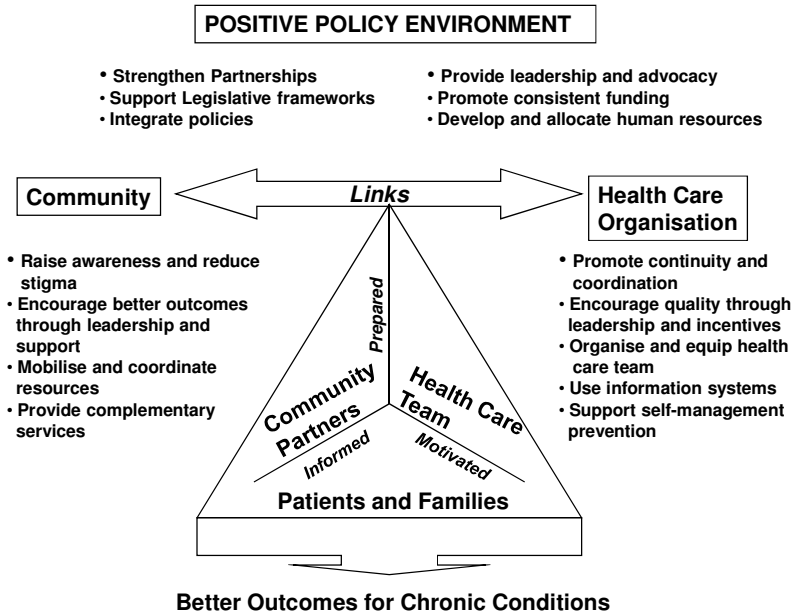 POSITIVE POLICY ENVIRONMENT
• Strengthen Partnerships
• Support Legislative frameworks
• Integrate policies
• Provide leadership and advocacy
• Promote consistent funding
• Develop and allocate human resources
Links
Community
• Raise awareness and reduce
stigma
• Encourage better outcomes
through leadership and
support
• Mobilise and coordinate
resources
• Provide complementary
services
Health Care
Organisation
• Promote continuity and
coordination
• Encourage quality through
leadership and incentives
• Organise and equip health
care team
• Use information systems
• Support self-management
prevention
Prepared
Community
Partners
Health Care
Team
Informed
Motivated
Patients and Families
Better Outcomes for Chronic Conditions